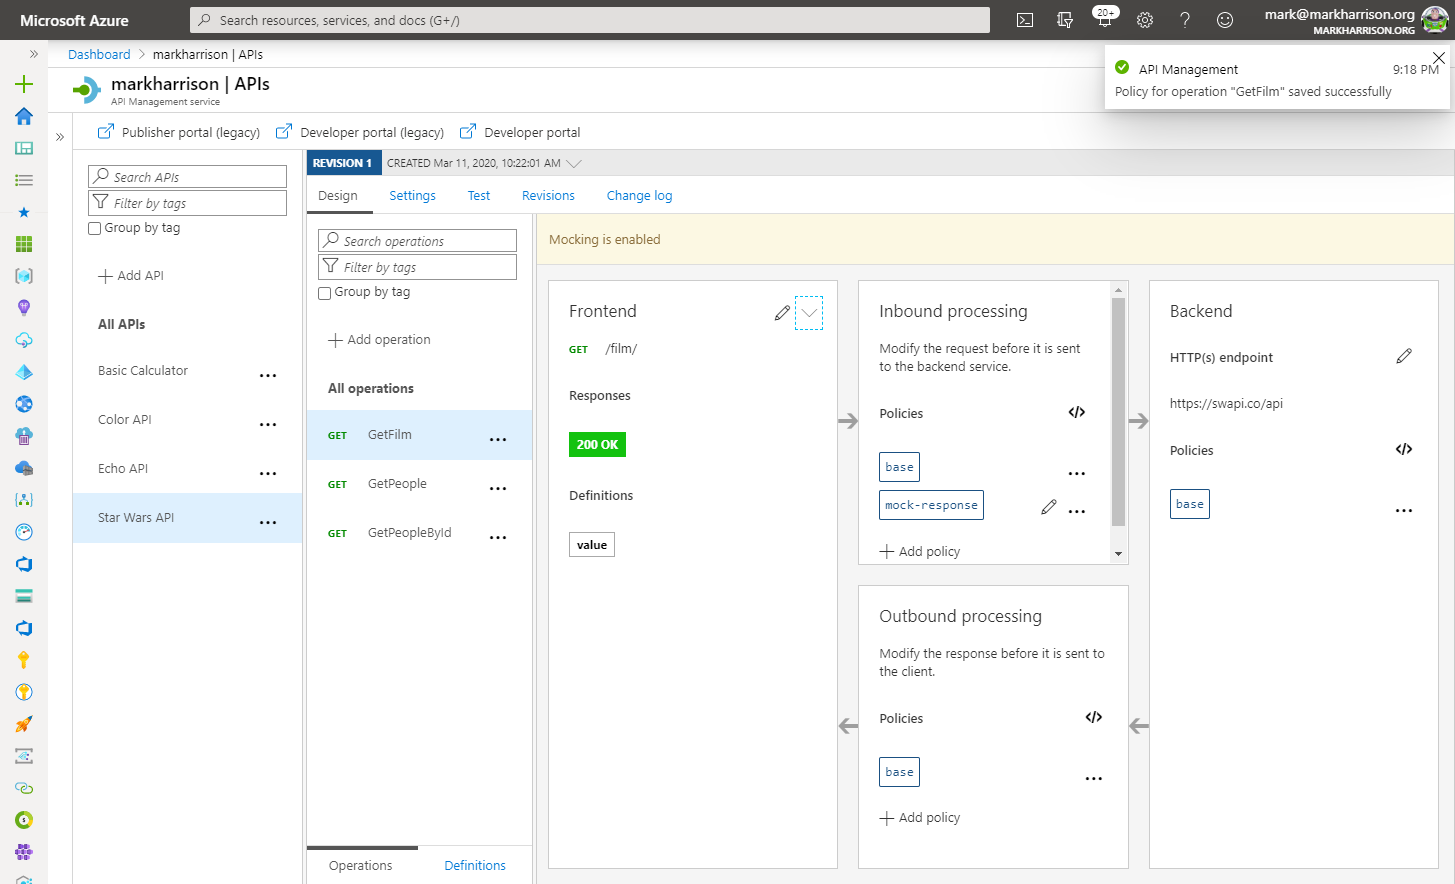 Microsoft Azure
Search resources, services, and docs (G+/)
20+
mark@markharrison.org
MARKHARRISON.ORG
Dashboard > markharrison | APIs
markharrison | APIs
API Management service
API Management
9:18 PM
Policy for operation "GetFilm" saved successfully
Publisher portal (legacy)
Developer portal (legacy)
Developer portal
Search APIs
Filter by tags
Group by tag
Add API
All APIs
Basic Calculator
Color API
Echo API
Star Wars API
REVISION 1
CREATED Mar 11, 2020, 10:22:01 AM
Design
Settings
Test
Revisions
Change log
Search operations
Filter by tags
Group by tag
Add operation
All operations
GET GetFilm
GET GetPeople
GET GetPeopleById
Operations
Definitions
Mocking is enabled
Frontend
GET /film/
Responses
200 OK
Definitions
value
Inbound processing
Modify the request before it is sent
to the backend service.
Policies
</>
base
mock-response
Add policy
Outbound processing
Modify the response before it is sent to
the client.
Policies
</>
base
Add policy
Backend
HTTP(s) endpoint
https://swapi.co/api
Policies
</>
base